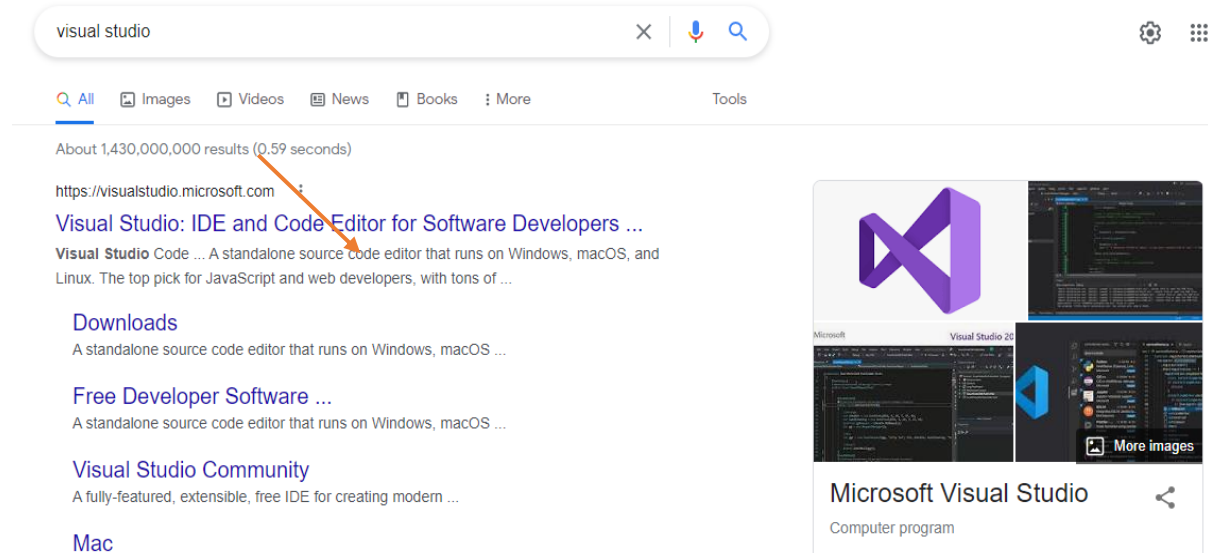 visual studio
All Images Videos News Books More Tools
About 1,430,000,000 results (0.59 seconds)
https://visualstudio.microsoft.com
Visual Studio: IDE and Code Editor for Software Developers ...
Visual Studio Code ... A standalone source code editor that runs on Windows, macOS, and
Linux. The top pick for JavaScript and web developers, with tons of ...
Downloads
A standalone source code editor that runs on Windows, macOS ...
Free Developer Software ...
A standalone source code editor that runs on Windows, macOS ...
Visual Studio Community
A fully-featured, extensible, free IDE for creating modern ...
Mac
Microsoft
Visual Studio 20
More images
Microsoft Visual Studio
Computer program